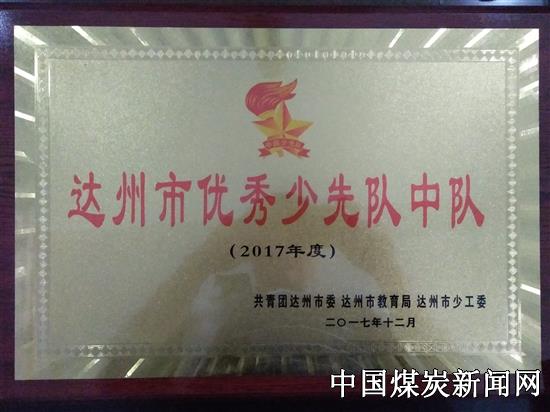 中国少先队
达州市优秀少先队中队
(2017年度)
共青团达州市委 达州市教育局 达州市少工委
二〇一七年十二月
中国煤炭新闻网